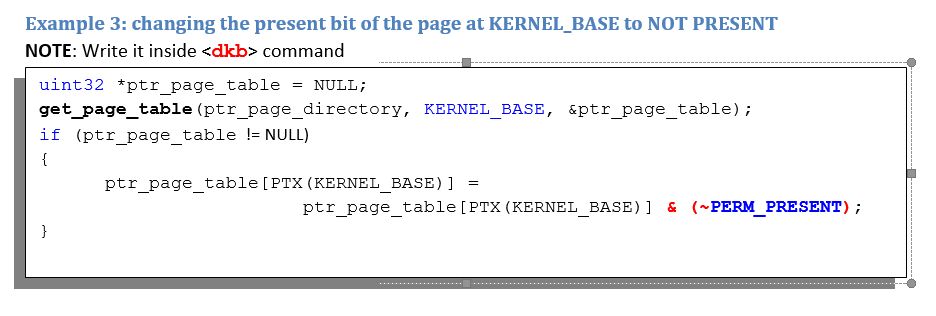 Example 3: changing the present bit of the page at KERNEL_BASE to NOT PRESENT
NOTE: Write it inside <dkb> command
uint32 *ptr_page_table = NULL;
get_page_table(ptr_page_directory, KERNEL_BASE, &ptr_page_table);
if (ptr_page_table != NULL)
{
ptr_page_table[PTX(KERNEL_BASE)] =
ptr_page_table[PTX(KERNEL_BASE)] & (~PERM_PRESENT);
}